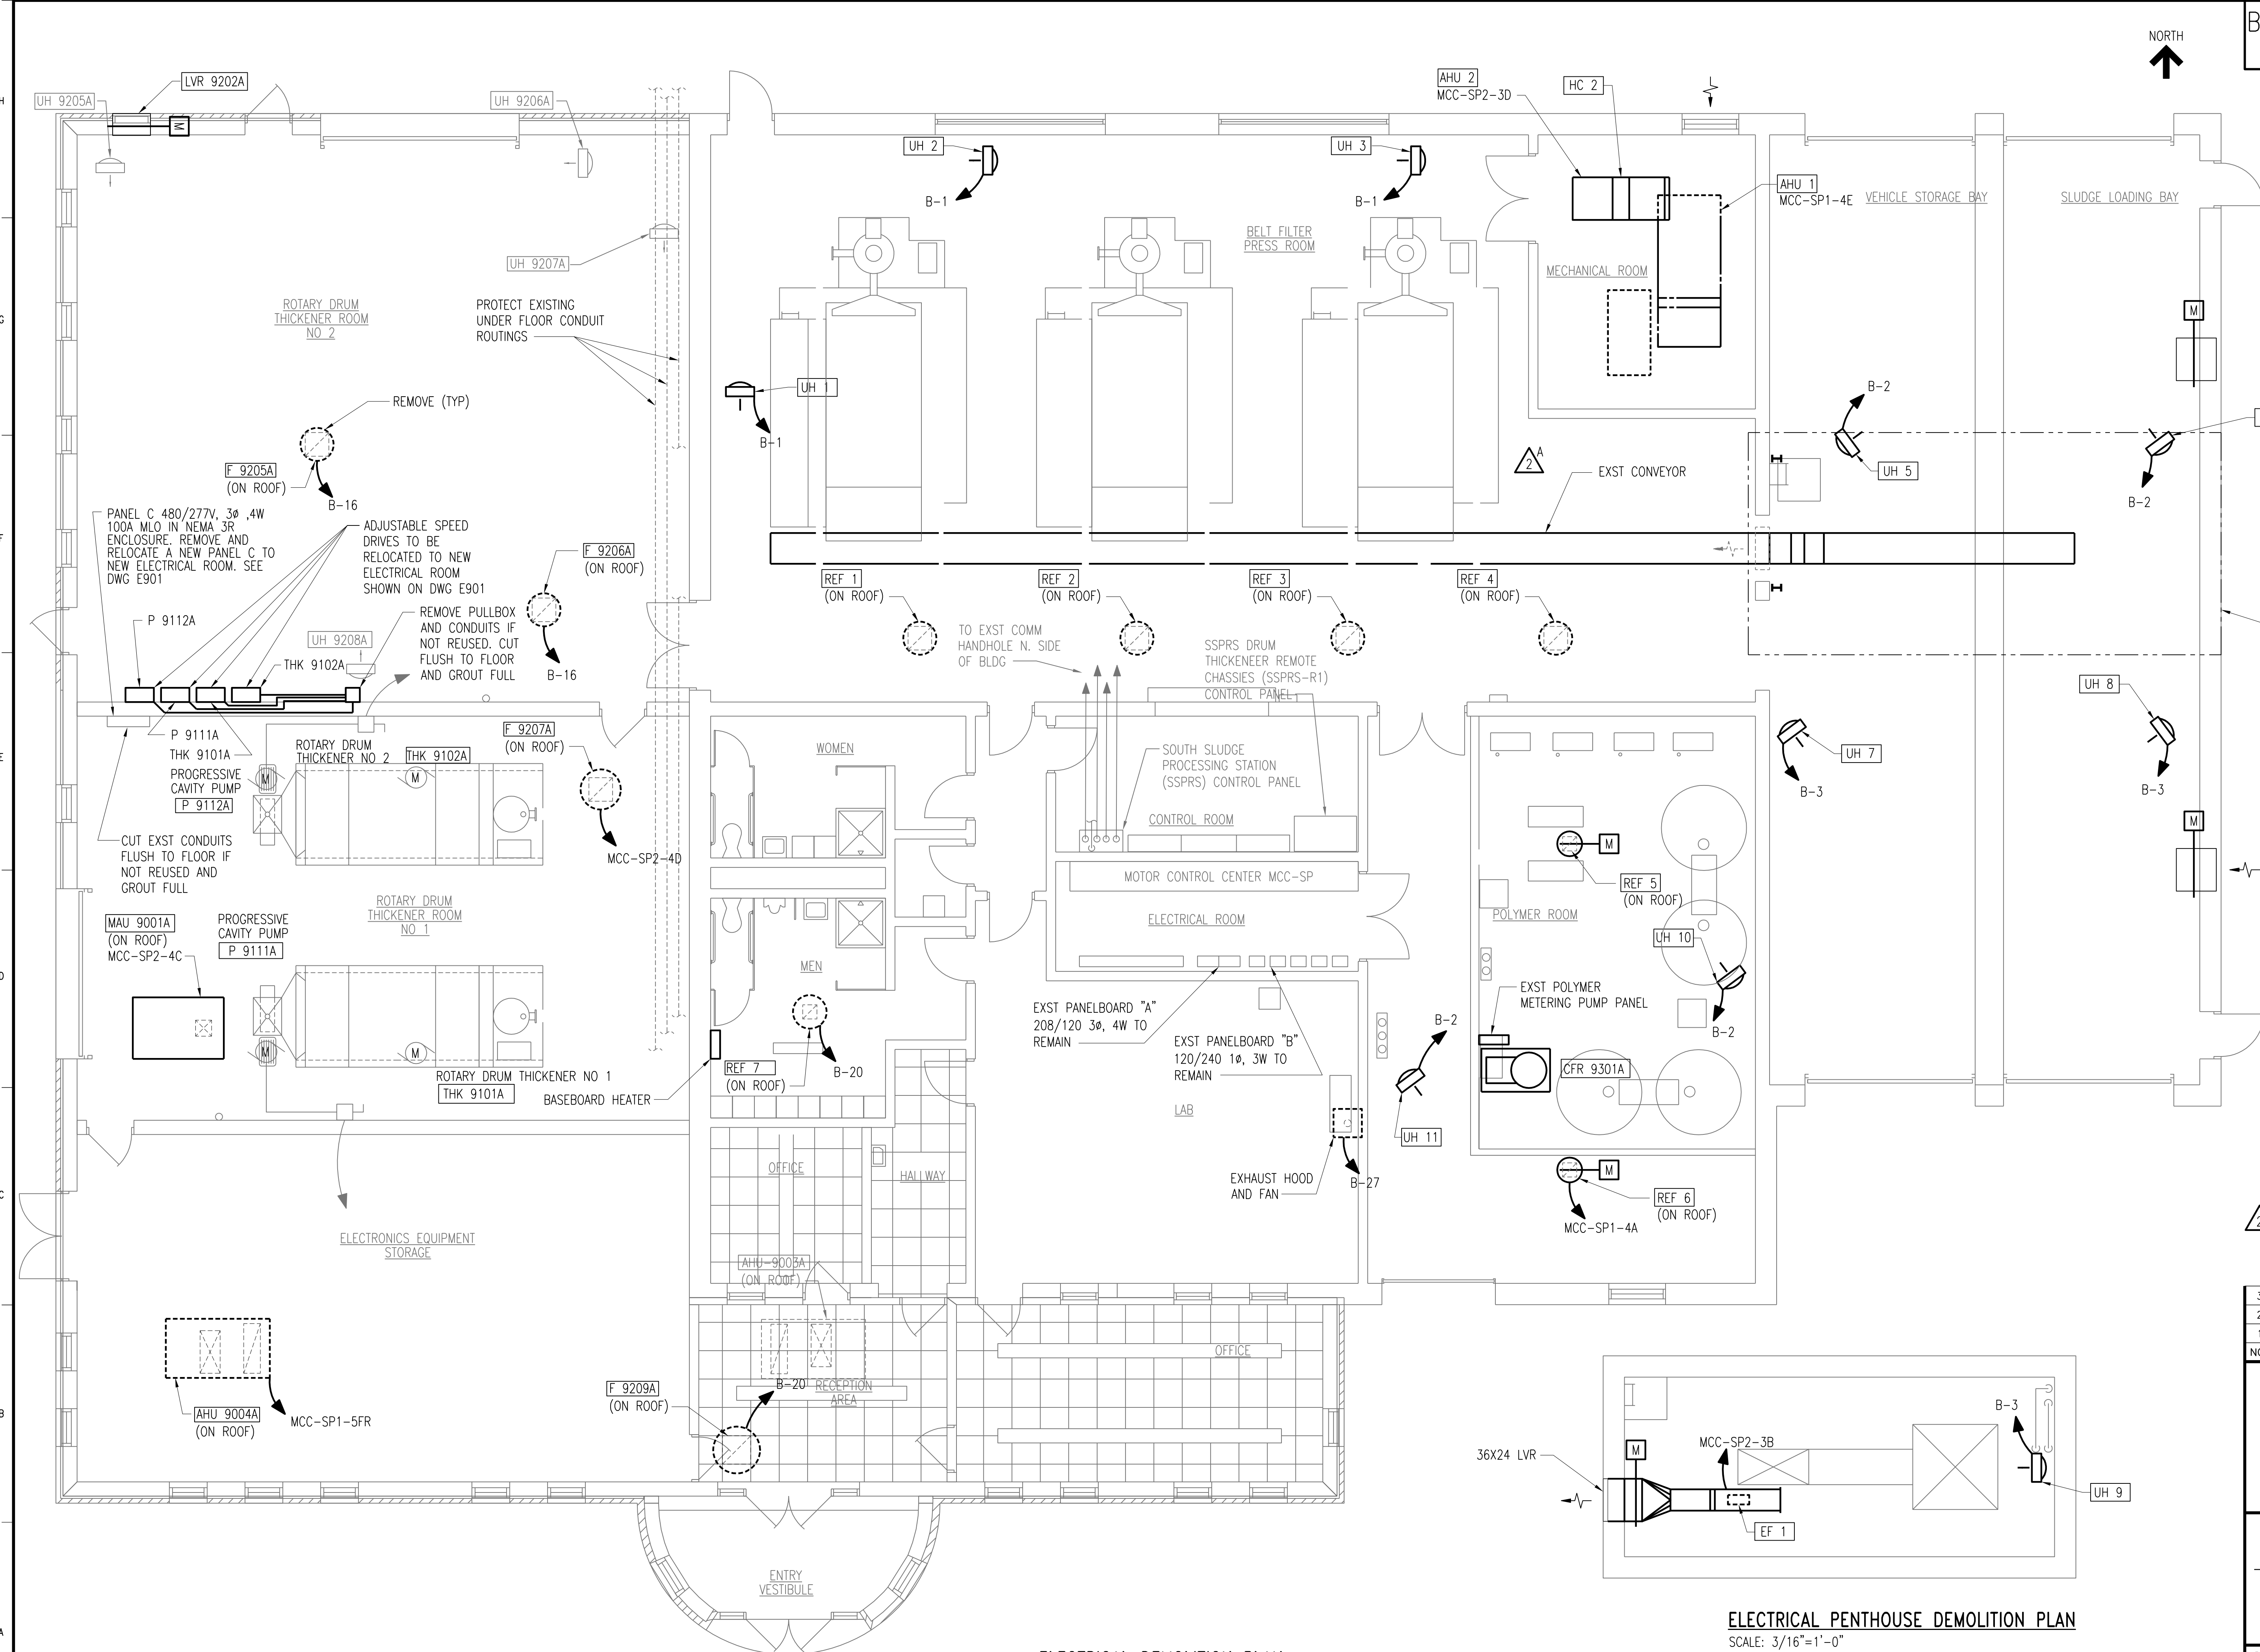 NORTH
B
LVR 9202A
UH 9205A
UH 9206A
M
UH 9207A
ROTARY DRUM
THICKENER ROOM
NO 2
PROTECT EXISTING
UNDER FLOOR CONDUIT
ROUTINGS
REMOVE (TYP)
F 9205A
(ON ROOF)
B-16
PANEL C 480/277V, 3ø ,4W
100A MLO IN NEMA 3R
ENCLOSURE. REMOVE AND
RELOCATE A NEW PANEL C TO
NEW ELECTRICAL ROOM. SEE
DWG E901
ADJUSTABLE SPEED
DRIVES TO BE
RELOCATED TO NEW
ELECTRICAL ROOM
SHOWN ON DWG E901
F 9206A
(ON ROOF)
B-16
REMOVE PULLBOX
AND CONDUITS IF
NOT REUSED. CUT
FLUSH TO FLOOR
AND GROUT FULL
P 9112A
UH 9208A
THK 9102A
P 9111A
THK 9101A
PROGRESSIVE
CAVITY PUMP
P 9112A
ROTARY DRUM
THICKENER NO 2
THK 9102A
M
M
F 9207A
(ON ROOF)
MCC-SP2-4D
CUT EXST CONDUITS
FLUSH TO FLOOR IF
NOT REUSED AND
GROUT FULL
ROTARY DRUM
THICKENER ROOM
NO 1
MAU 9001A
(ON ROOF)
MCC-SP2-4C
PROGRESSIVE
CAVITY PUMP
P 9111A
M
M
ROTARY DRUM THICKENER NO 1
THK 9101A
BASEBOARD HEATER
ELECTRONICS EQUIPMENT
STORAGE
AHU 9004A
(ON ROOF)
MCC-SP1-5FR
F 9209A
(ON ROOF)
B-20
RECEPTION
AREA
AHU-9003A
(ON ROOF)
OFFICE
HALLWAY
OFFICE
ENTRY
VESTIBULE
UH 2
B-1
UH 3
B-1
UH 1
B-1
BELT FILTER
PRESS ROOM
AHU 2
MCC-SP2-3D
HC 2
MECHANICAL ROOM
AHU 1
MCC-SP1-4E
VEHICLE STORAGE BAY
SLUDGE LOADING BAY
M
B-2
UH 5
B-2
2
A
EXST CONVEYOR
REF 1
(ON ROOF)
REF 2
(ON ROOF)
REF 3
(ON ROOF)
REF 4
(ON ROOF)
TO EXST COMM
HANDHOLE N. SIDE
OF BLDG
SSPRS DRUM
THICKENEER REMOTE
CHASSIES (SSPRS-R1)
CONTROL PANEL
SOUTH SLUDGE
PROCESSING STATION
(SSPRS) CONTROL PANEL
CONTROL ROOM
WOMEN
MEN
REF 7
(ON ROOF)
B-20
MOTOR CONTROL CENTER MCC-SP
ELECTRICAL ROOM
EXST PANELBOARD "A"
208/120 3ø, 4W TO
REMAIN
EXST PANELBOARD "B"
120/240 1ø, 3W TO
REMAIN
LAB
EXHAUST HOOD
AND FAN
B-27
B-2
UH 11
M
REF 5
(ON ROOF)
POLYMER ROOM
UH 10
B-2
EXST POLYMER
METERING PUMP PANEL
CFR 9301A
M
REF 6
(ON ROOF)
MCC-SP1-4A
UH 7
B-3
UH 8
B-3
M
36X24 LVR
M
MCC-SP2-3B
EF 1
B-3
UH 9
ELECTRICAL PENTHOUSE DEMOLITION PLAN
SCALE: 3/16"=1'-0"